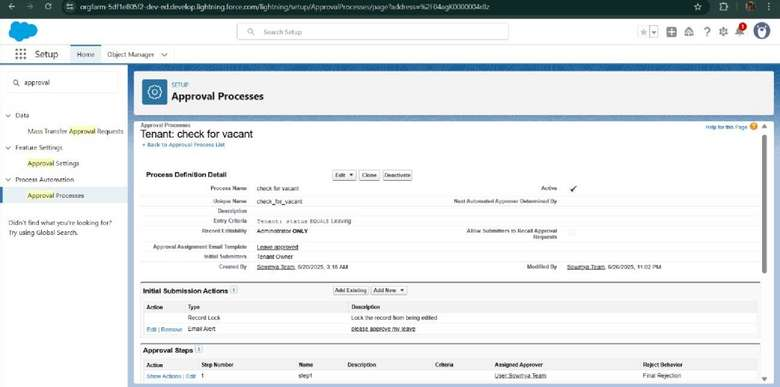 orgfarm-5df1e805f2-dev-ed.develop.lightning.force.com/lightning/setup/ApprovalProcesses/page?address=%2F04agK0000004c8z
Search Setup
Setup
Home
Object Manager
approval
Data
Mass Transfer Approval Requests
Feature Settings
Approval Settings
Process Automation
Approval Processes
Didn't find what you're looking for?
Try using Global Search.
SETUP
Approval Processes
Approval Processes
Tenant: check for vacant
« Back to Approval Process List
Help for this Page
Process Definition Detail
Edit
Clone
Deactivate
Process Name check for vacant Active
Unique Name check_for_vacant Next Automated Approver Determined By
Description
Entry Criteria Tenant: status EQUALS Leaving
Record Editability Administrator ONLY Allow Submitters to Recall Approval Requests
Approval Assignment Email Template Leave approved
Initial Submitters Tenant Owner
Created By Sowmya Team, 6/20/2025, 3:16 AM Modified By Sowmya Team, 6/26/2025, 11:02 PM
Initial Submission Actions
Add Existing
Add New
Action Type Description
Record Lock Lock the record from being edited
Edit | Remove Email Alert please approve my leave
Approval Steps
Action Step Number Name Description Criteria Assigned Approver Reject Behavior
Show Actions | Edit 1 step1 User:Sowmya Team Final Rejection